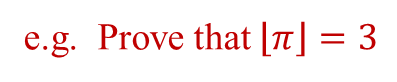 e.g. Prove that ⌊𝜋⌋ = 3